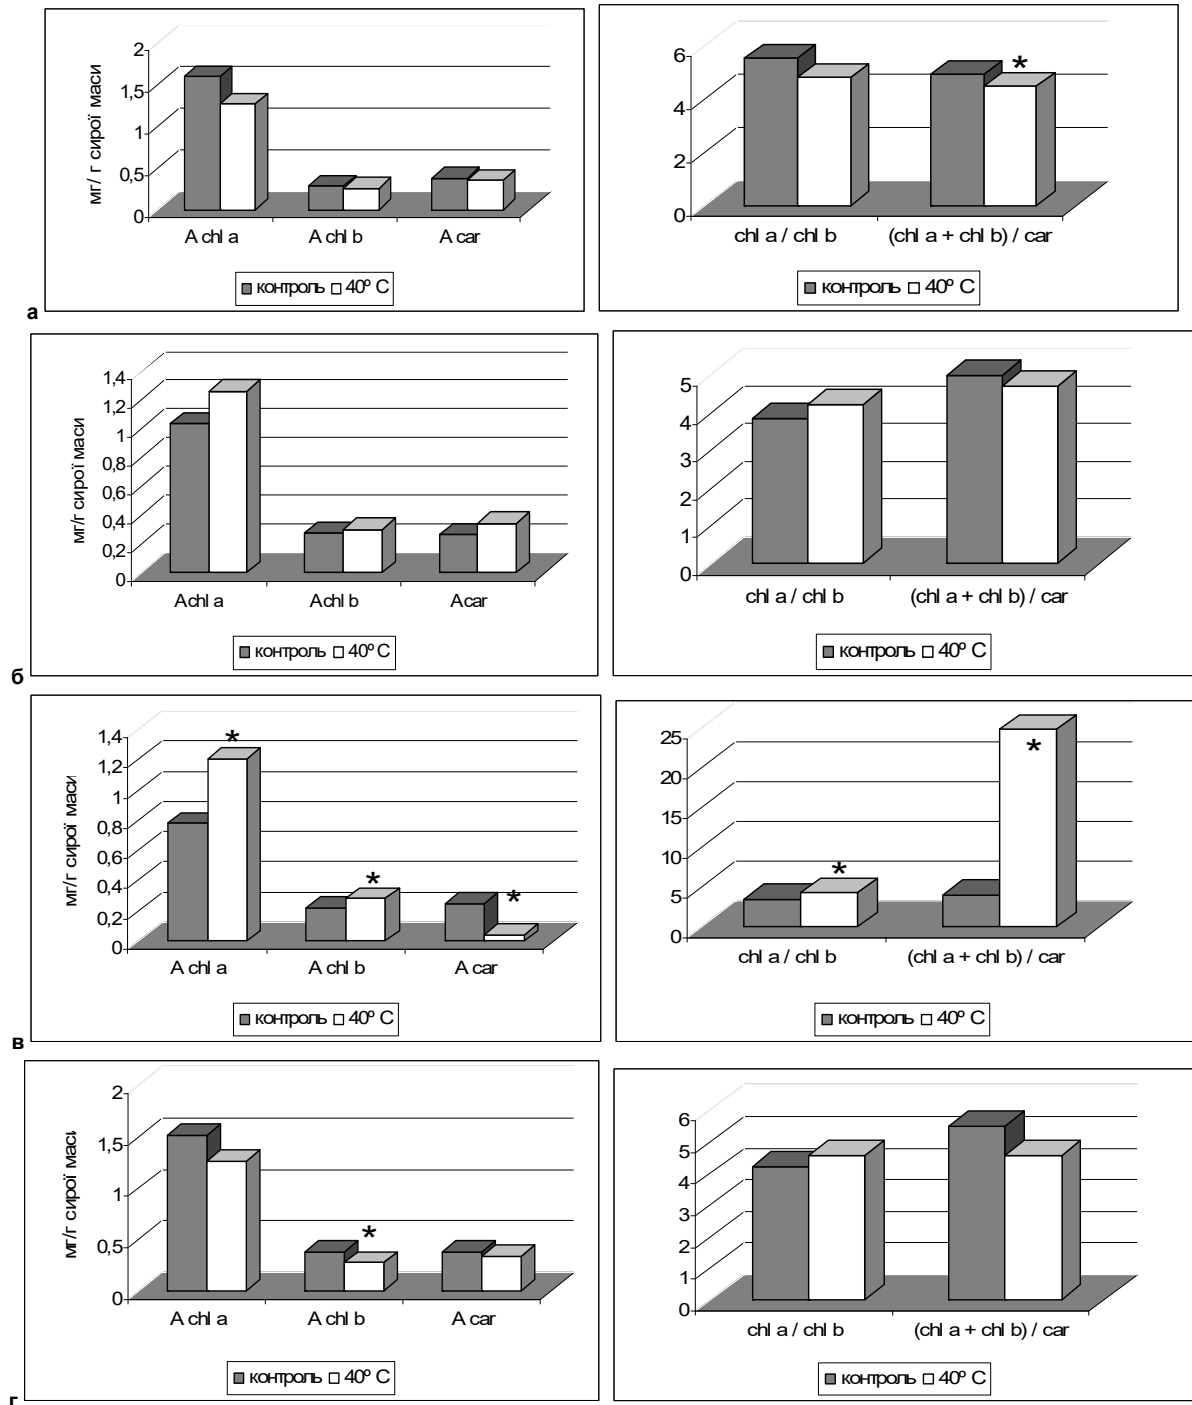 2
1,5
1
0,5
0
мг/ г сирої маси
A chl a A chl b A car
контроль 40º C
6
4
2
0
*
chl a / chl b (chl a + chl b) / car
контроль 40º C
а
1,4
1,2
1
0,8
0,6
0,4
0,2
0
мг/г сирої маси
A chl a A chl b A car
контроль 40º C
5
4
3
2
1
0
chl a / chl b (chl a + chl b) / car
контроль 40º C
б
1,4
1,2
1
0,8
0,6
0,4
0,2
0
мг/г сирої маси
* * *
A chl a A chl b A car
контроль 40º C
25
20
15
10
5
0
* *
chl a / chl b (chl a + chl b) / car
контроль 40º C
в
2
1,5
1
0,5
0
мг/г сирої маси
*
A chl a A chl b A car
контроль 40º C
6
5
4
3
2
1
0
chl a / chl b (chl a + chl b) / car
контроль 40º C
г